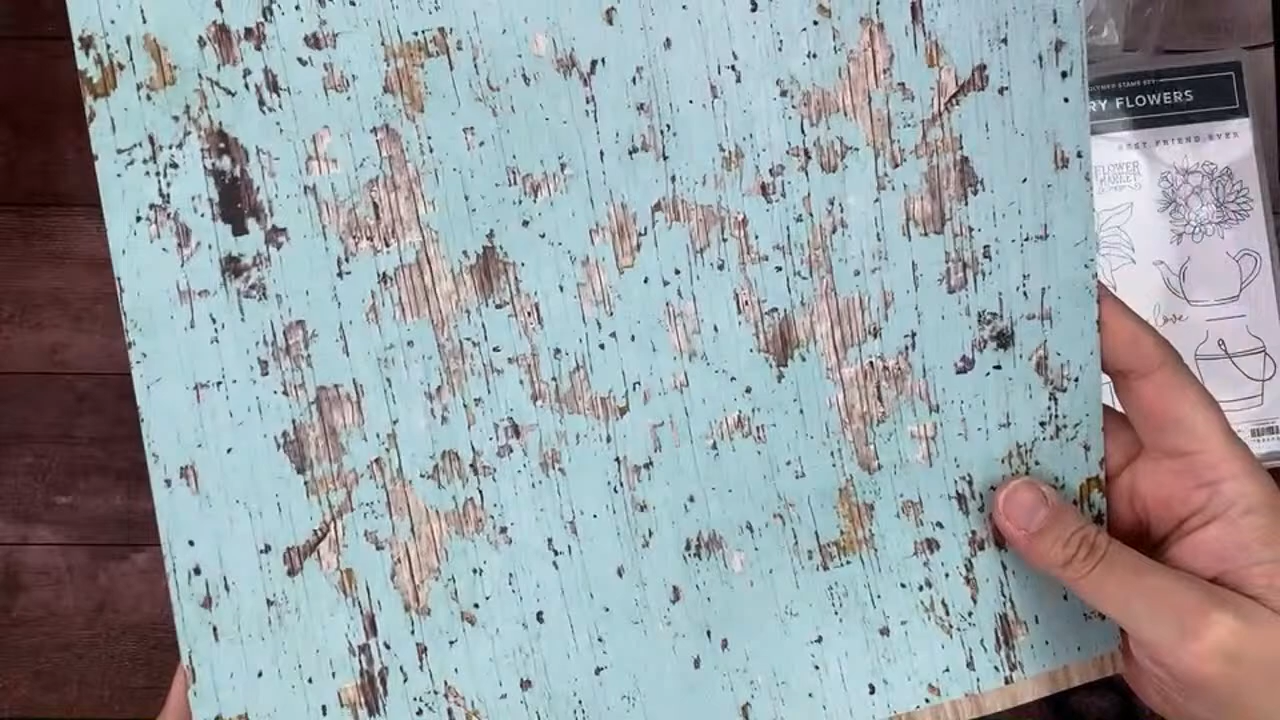 RY FLOWERS
BEST FRIEND EVER
FLOWER
MARKET
love